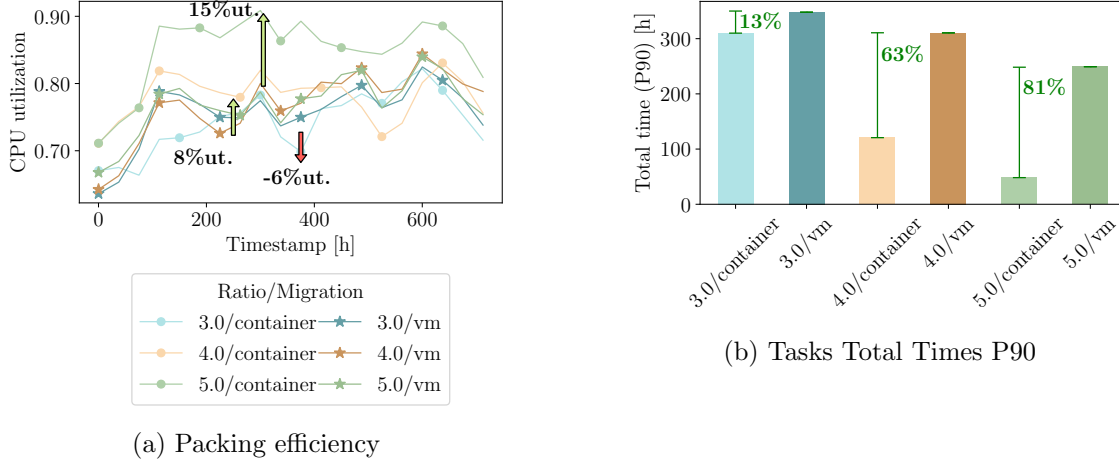 CPU utilization
0.90
0.80
0.70
15%ut.
8%ut.
-6%ut.
0
200
400
600
Timestamp [h]
Ratio/Migration
3.0/container
3.0/vm
4.0/container
4.0/vm
5.0/container
5.0/vm
(a) Packing efficiency
Total time (P90) [h]
300
200
100
0
13%
63%
81%
3.0/container
3.0/vm
4.0/container
4.0/vm
5.0/container
5.0/vm
(b) Tasks Total Times P90